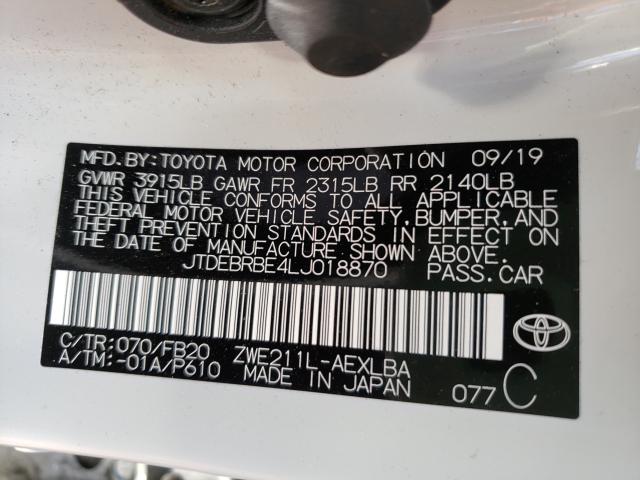 MFD. BY: TOYOTA MOTOR CORPORATION 09/19
GVWR 3915LB GAWR FR 2315LB RR 2140LB
THIS VEHICLE CONFORMS TO ALL APPLICABLE
FEDERAL MOTOR VEHICLE SAFETY, BUMPER, AND
THEFT PREVENTION STANDARDS IN EFFECT ON
THE DATE OF MANUFACTURE SHOWN ABOVE.
JTDEBRBE4LJ018870 PASS.CAR
C/TR:070/FB20 ZWE211L-AEXLBA
A/TM:-01A/P610 MADE IN JAPAN 077 C